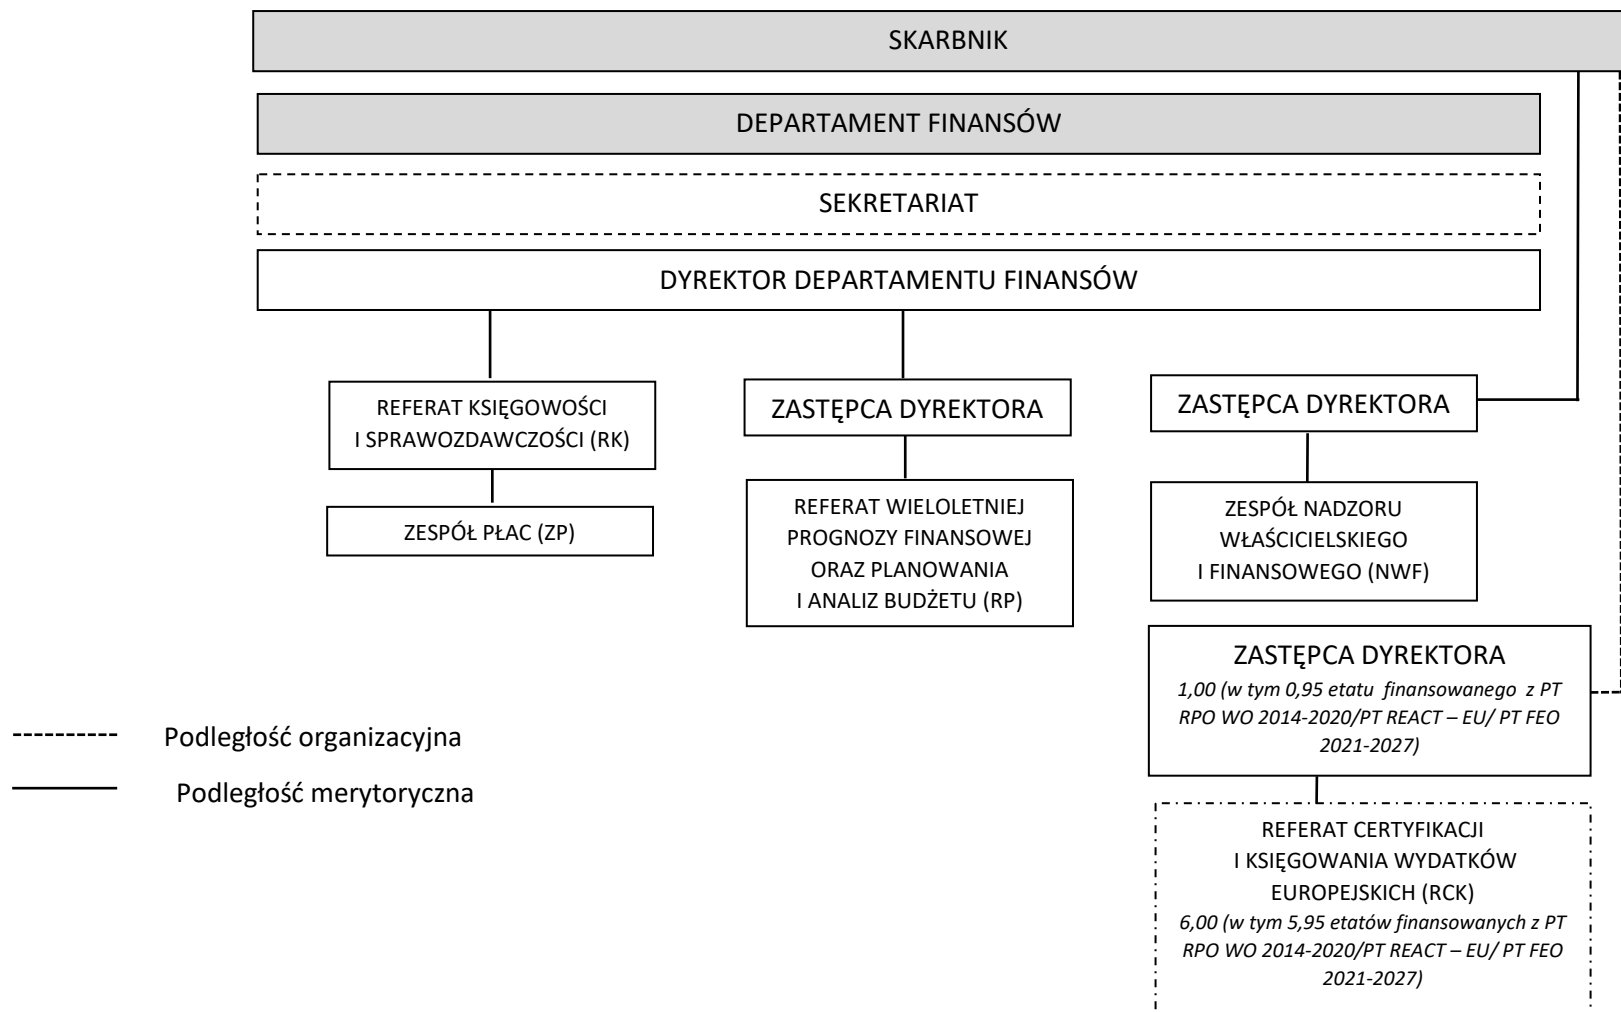 SKARBNIK
DEPARTAMENT FINANSÓW
SEKRETARIAT
DYREKTOR DEPARTAMENTU FINANSÓW
REFERAT KSIĘGOWOŚCI
I SPRAWOZDAWCZOŚCI (RK)
ZESPÓŁ PŁAC (ZP)
ZASTĘPCA DYREKTORA
REFERAT WIELOLETNIEJ
PROGNOZY FINANSOWEJ
ORAZ PLANOWANIA
I ANALIZ BUDŻETU (RP)
ZASTĘPCA DYREKTORA
ZESPÓŁ NADZORU
WŁAŚCICIELSKIEGO
I FINANSOWEGO (NWF)
ZASTĘPCA DYREKTORA
1,00 (w tym 0,95 etatu finansowanego z PT
RPO WO 2014-2020/PT REACT – EU/ PT FEO
2021-2027)
REFERAT CERTYFIKACJI
I KSIĘGOWANIA WYDATKÓW
EUROPEJSKICH (RCK)
6,00 (w tym 5,95 etatów finansowanych z PT
RPO WO 2014-2020/PT REACT – EU/ PT FEO
2021-2027)
Podległość organizacyjna
Podległość merytoryczna